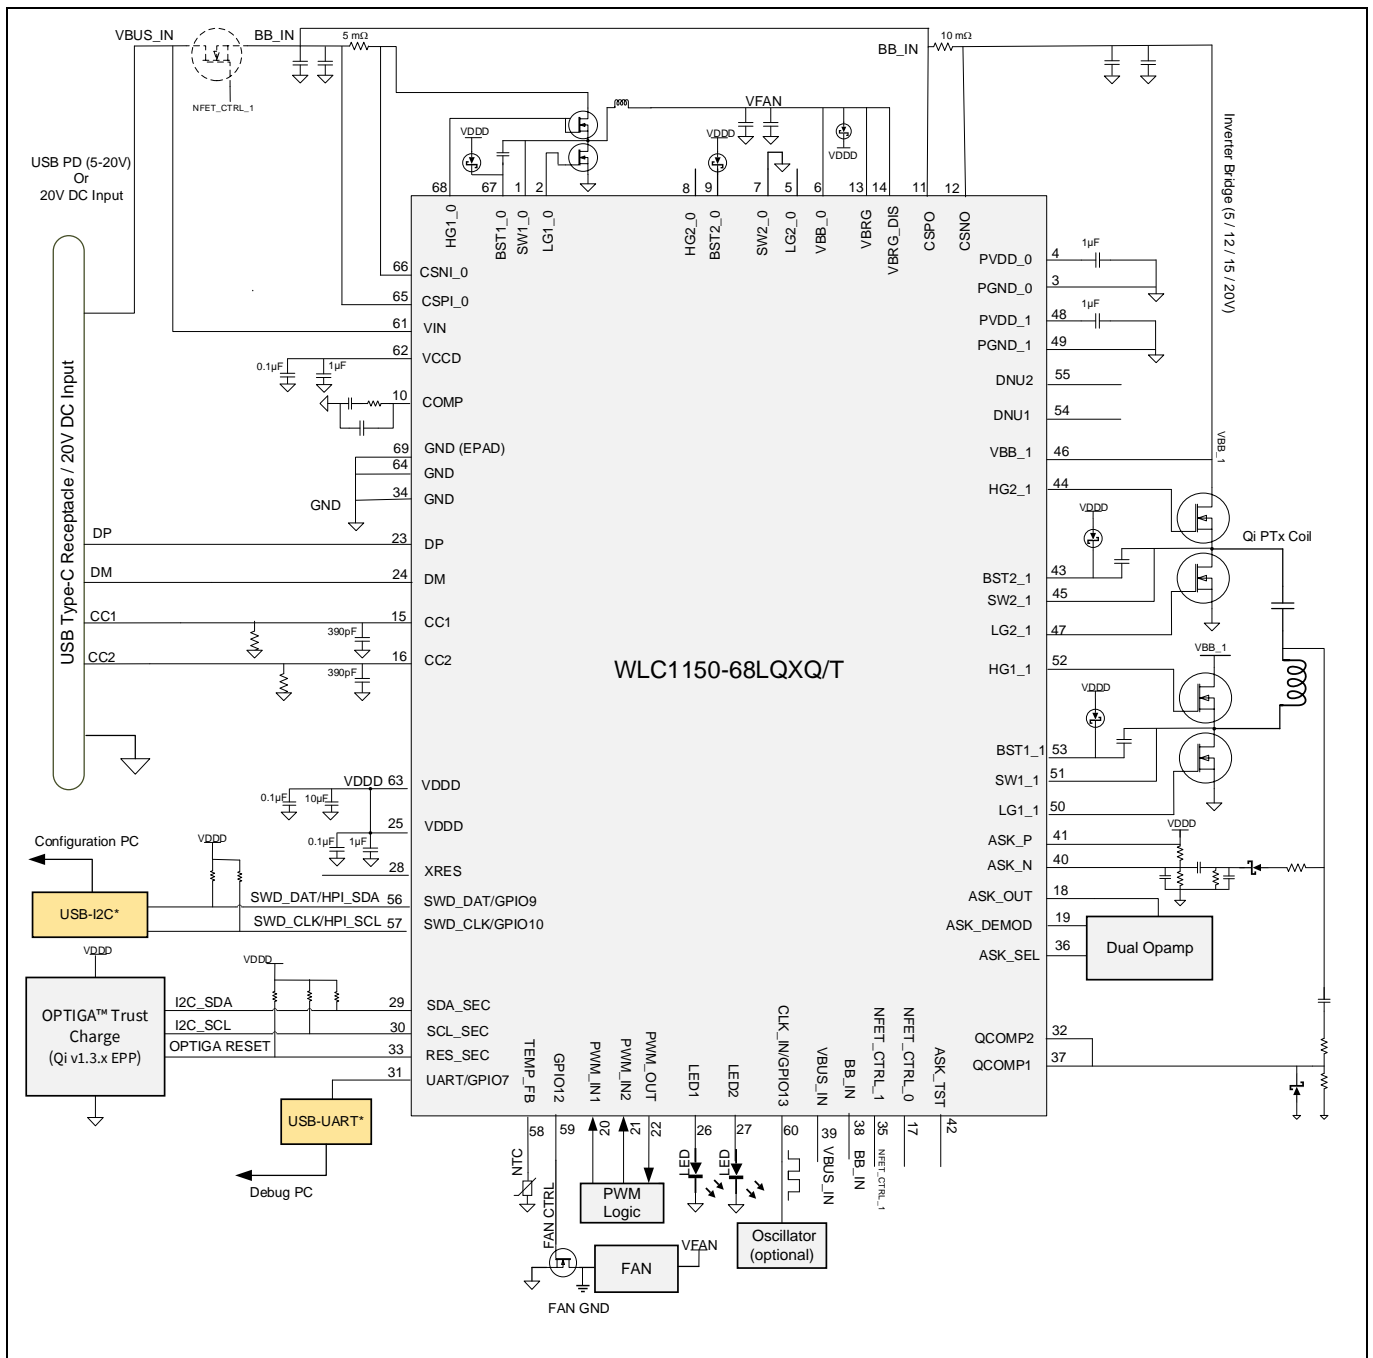 VBUS_IN
BB_IN
5 mΩ
BB_IN
10 mΩ
NFET_CTRL_1
VFAN
VDDD
VDDD
VDDD
USB PD (5-20V)
Or
20V DC Input
Inverter Bridge (5 / 12 / 15 / 20V)
68
67
1
2
8
9
7
5
6
13
14
11
12
HG1_0
BST1_0
SW1_0
LG1_0
HG2_0
BST2_0
SW2_0
LG2_0
VBB_0
VBRG
VBRG_DIS
CSPO
CSNO
66
CSNI_0
65
CSPI_0
61
VIN
62
VCCD
0.1µF
1µF
10
COMP
69
GND (EPAD)
64
GND
34
GND
GND
USB Type-C Receptacle / 20V DC Input
DP
23
DP
DM
24
DM
CC1
15
CC1
390pF
CC2
16
CC2
390pF
VDDD
63
VDDD
0.1µF
10µF
25
VDDD
0.1µF
1µF
28
XRES
Configuration PC
VDDD
USB-I2C*
SWD_DAT/HPI_SDA
56
SWD_DAT/GPIO9
SWD_CLK/HPI_SCL
57
SWD_CLK/GPIO10
VDDD
VDDD
OPTIGA™ Trust
Charge
(Qi v1.3.x EPP)
I2C_SDA
29
SDA_SEC
I2C_SCL
30
SCL_SEC
OPTIGA RESET
33
RES_SEC
31
UART/GPIO7
USB-UART*
Debug PC
WLC1150-68LQXQ/T
PVDD_0
4
1µF
PGND_0
3
PVDD_1
48
1µF
PGND_1
49
DNU2
55
DNU1
54
VBB_1
46
VBB_1
HG2_1
44
VDDD
Qi PTx Coil
BST2_1
43
SW2_1
45
LG2_1
47
HG1_1
52
VBB_1
VDDD
BST1_1
53
SW1_1
51
LG1_1
50
VDDD
ASK_P
41
ASK_N
40
ASK_OUT
18
ASK_DEMOD
19
ASK_SEL
36
Dual Opamp
QCOMP2
32
QCOMP1
37
TEMP_FB
GPIO12
PWM_IN1
PWM_IN2
PWM_OUT
LED1
LED2
CLK_IN/GPIO13
VBUS_IN
BB_IN
NFET_CTRL_1
NFET_CTRL_0
ASK_TST
58
59
20
21
22
26
27
60
39
38
35
17
42
NTC
FAN CTRL
PWM
Logic
LED
LED
VBUS_IN
BB_IN
NFET_CTRL_1
Oscillator
(optional)
VFAN
FAN
FAN GND